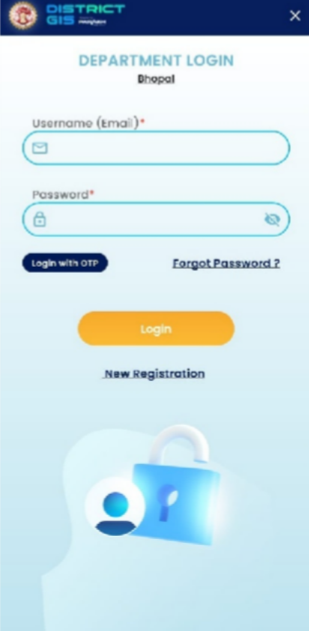 DISTRICT
GIS
DEPARTMENT LOGIN
Bhopal
Username (Email)*
Password*
Login with OTP
Forgot Password ?
Login
New Registration